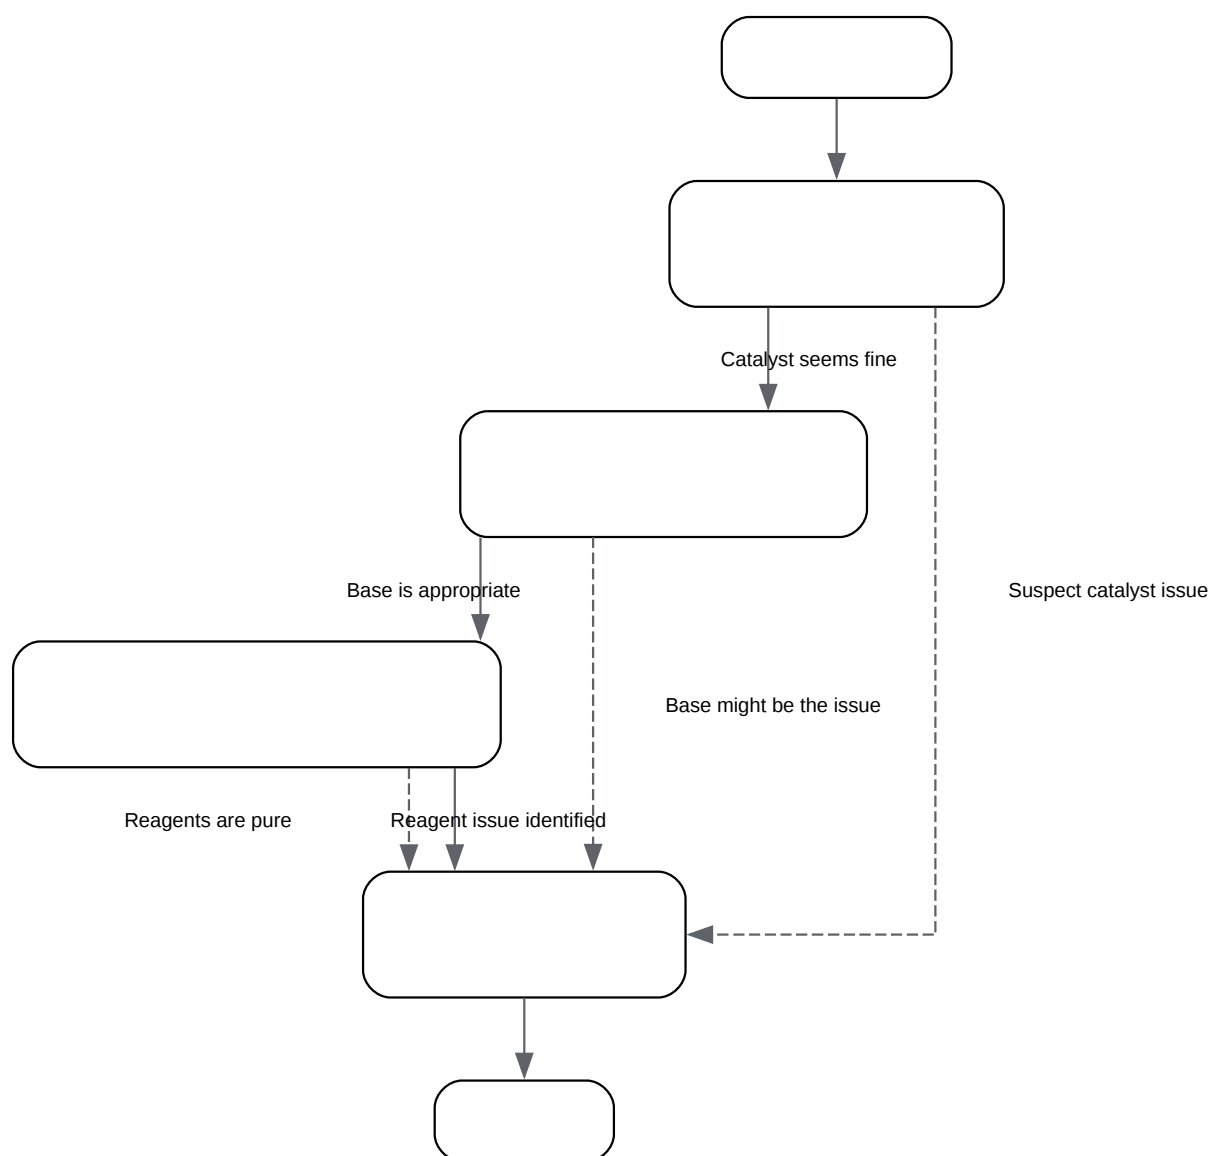 Catalyst seems fine
Base is appropriate
Suspect catalyst issue
Base might be the issue
Reagents are pure
Reagent issue identified